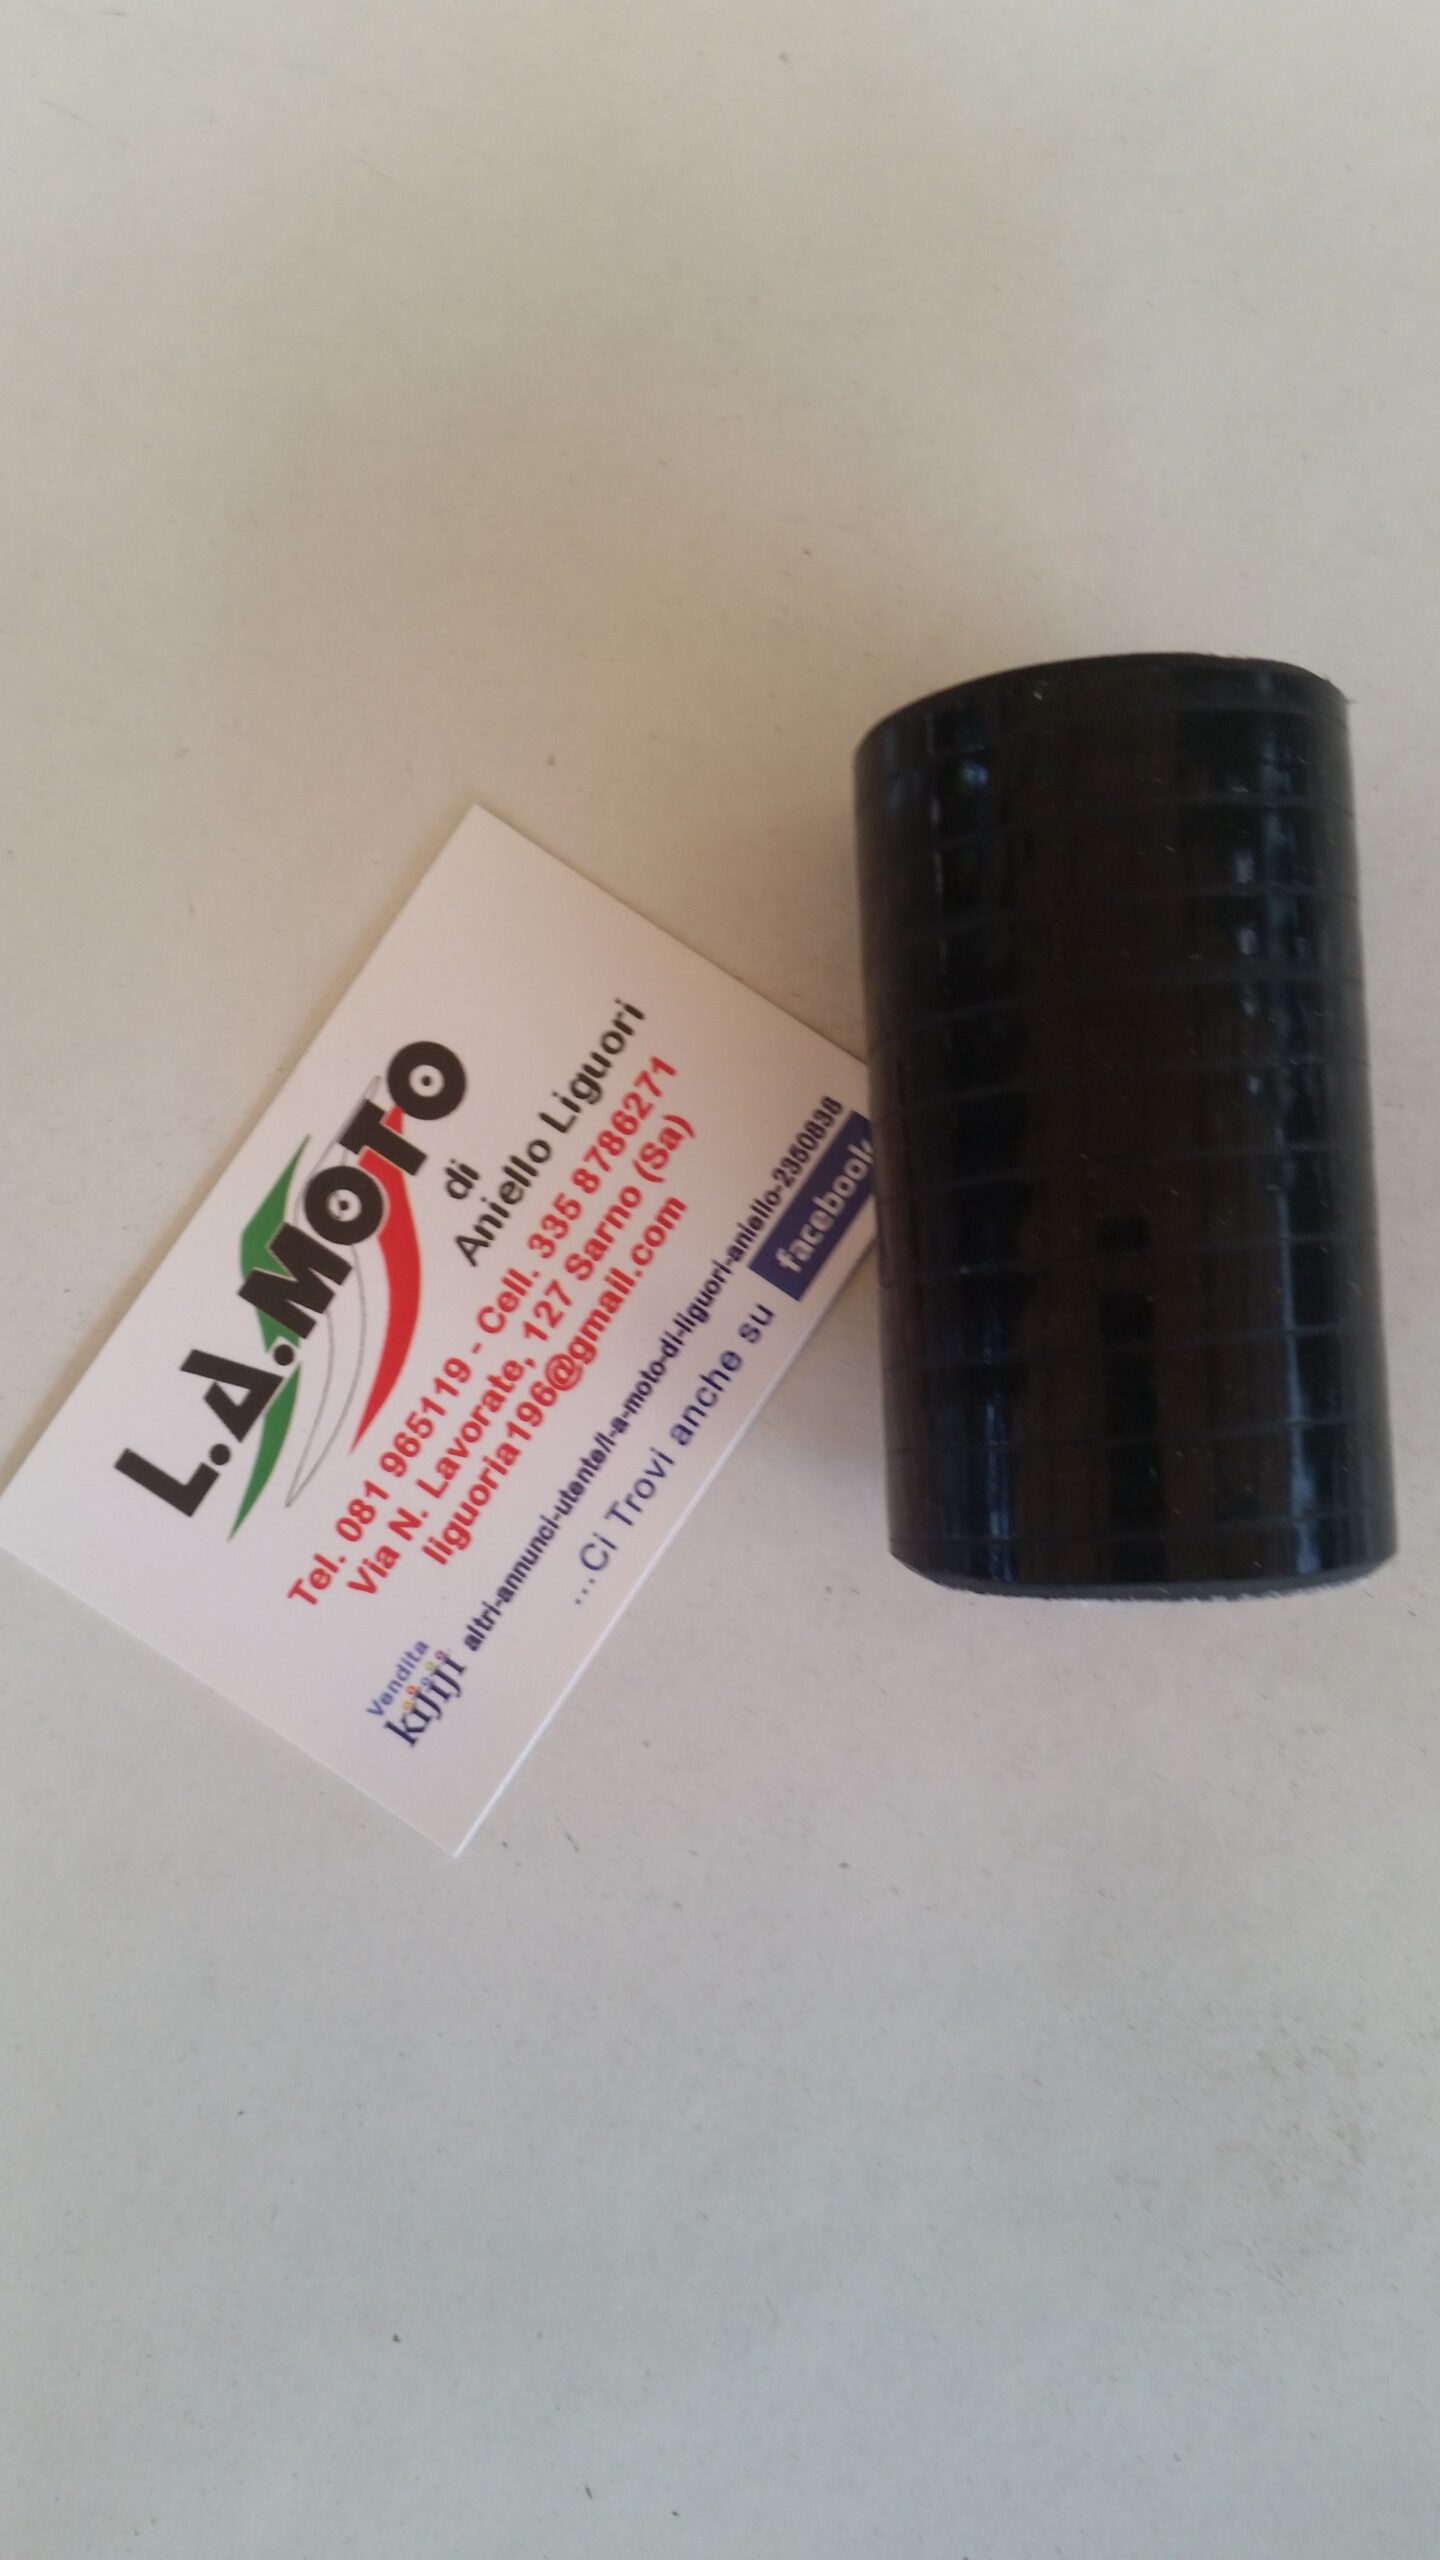 L.A.MOTO
di
Aniello Liguori
Tel. 081 965119 - Cell. 335 8786271
Via N. Lavorate, 127 Sarno (Sa)
liguoria196@gmail.com
Vendita
kijiji altri-annunci-utente/l-a-moto-di-liguori-aniello-2350838
...Ci Trovi anche su facebook